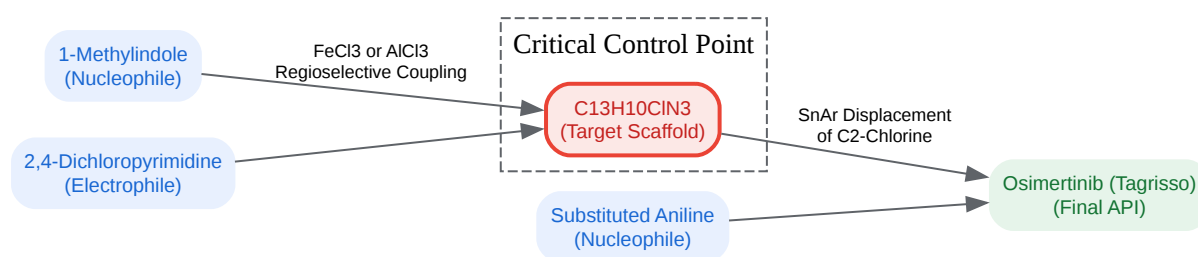 1-Methylindole
(Nucleophile)
FeCl3 or AlCl3
Regioselective Coupling
2,4-Dichloropyrimidine
(Electrophile)
Critical Control Point
C13H10ClN3
(Target Scaffold)
SnAr Displacement
of C2-Chlorine
Substituted Aniline
(Nucleophile)
Osimertinib (Tagrisso)
(Final API)